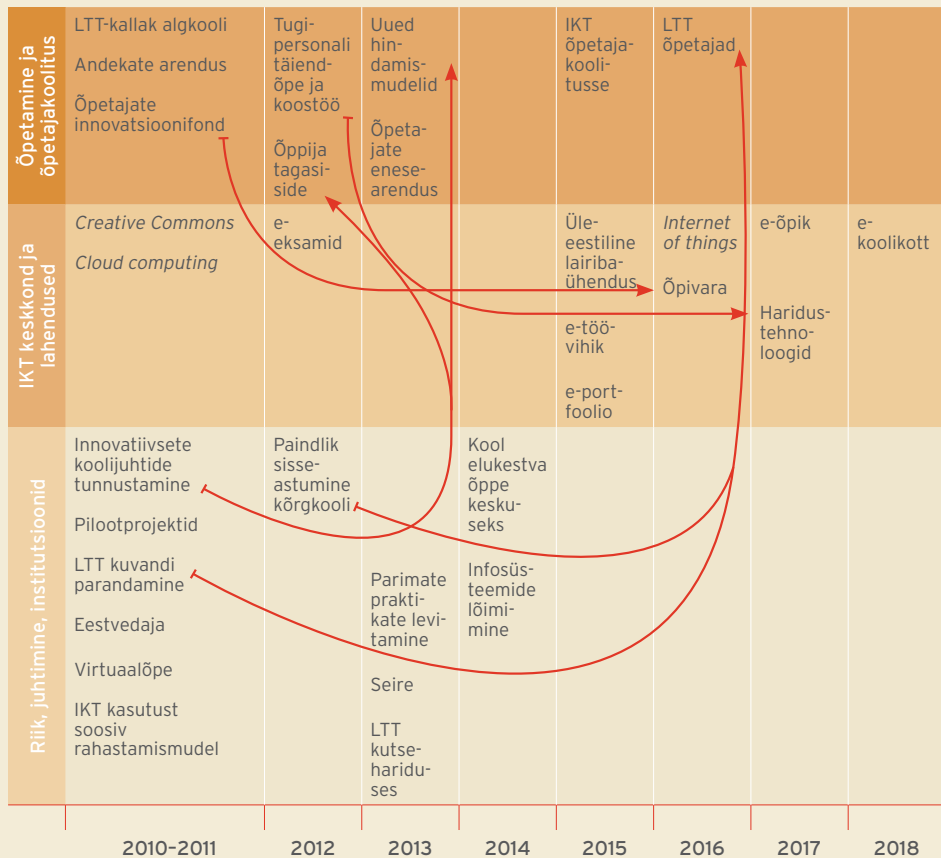 Õpetamine ja
õpetajakoolitus
LTT-kallak algkooli
Andekate arendus
Õpetajate
innovatsioonifond
Tugi-
personali
täiend-
õpe ja
koostöö
Õppija
tagasi-
side
Uued
hin-
damis-
mudelid
Õpeta-
jate
enese-
arendus
IKT
õpetaja-
kooli-
tusse
LTT
õpetajad
IKT keskkond ja
lahendused
Creative Commons
Cloud computing
e-
eksamid
Üle-
eestiline
lairiba-
ühendus
e-töö-
vihik
e-port-
foolio
Internet
of things
Õpivara
e-õpik
Haridus-
tehno-
loogid
e-
koolikott
Riik, juhtimine, institutsioonid
Innovatiivsete
koolijuhtide
tunnustamine
Pilootprojektid
LTT kuvandi
parandamine
Eestvedaja
Virtuaalõpe
IKT kasutust
soosiv
rahastamismudel
Paindlik
sisse-
astumine
kõrgkooli
Parimate
prakti-
kate levi-
tamine
Seire
LTT
kutse-
haridu-
ses
Kool
elukestva
õppe
kesku-
seks
Infosüs-
teemide
lõimi-
mine
2010–2011
2012
2013
2014
2015
2016
2017
2018